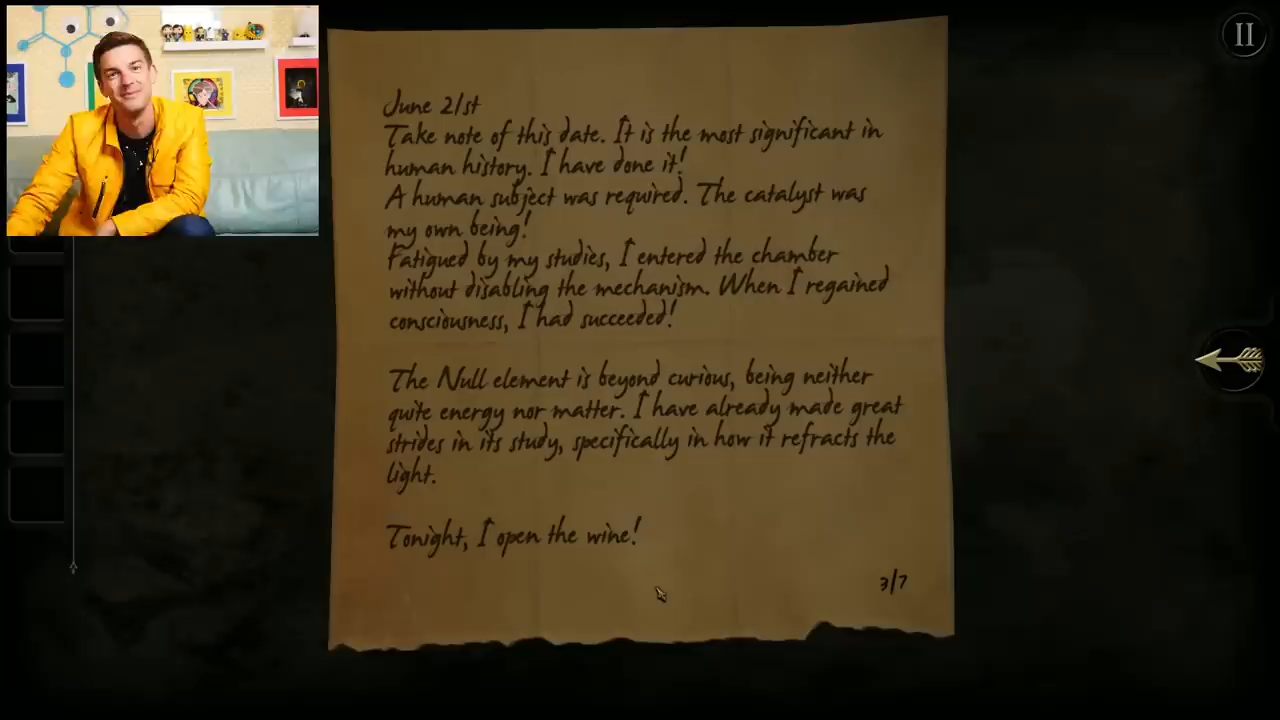 June 21st
Take note of this date. It is the most significant in
human history. I have done it!
A human subject was required. The catalyst was
my own being!
Fatigued by my studies, I entered the chamber
without disabling the mechanism. When I regained
consciousness, I had succeeded!
The Null element is beyond curious, being neither
quite energy nor matter. I have already made great
strides in its study, specifically in how it refracts the
light.
Tonight, I open the wine!
3/7